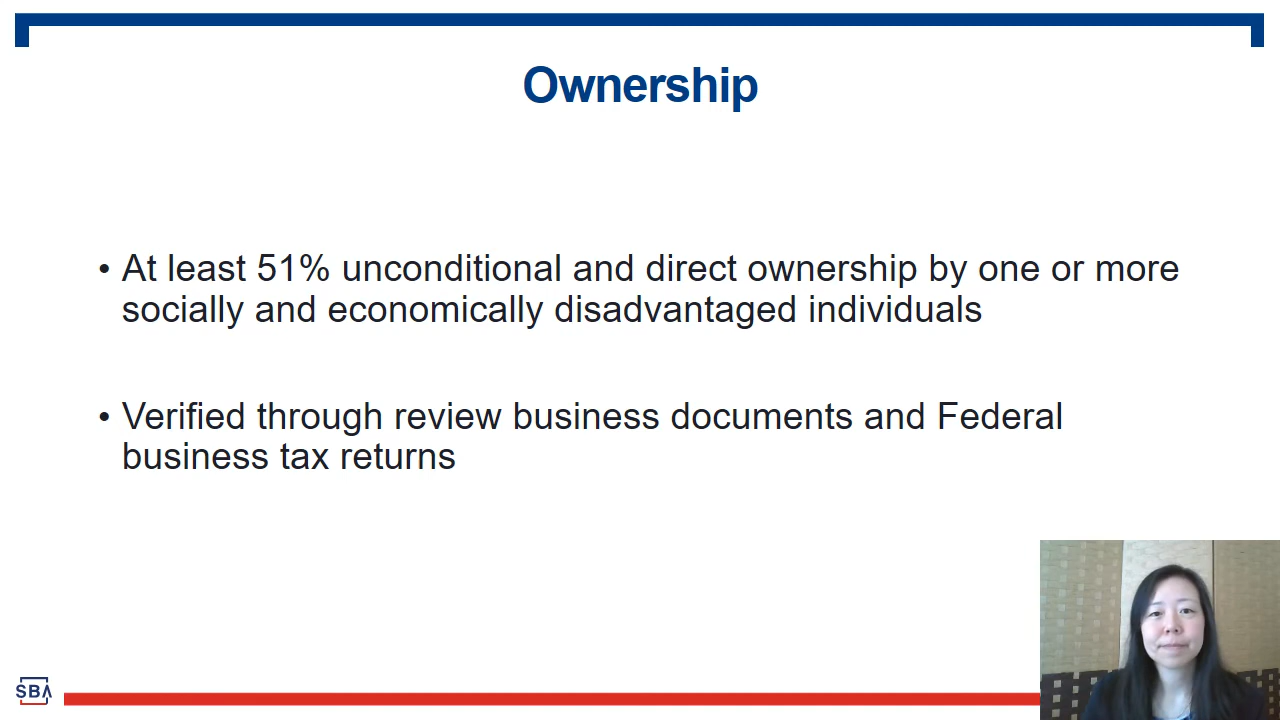 Ownership
• At least 51% unconditional and direct ownership by one or more
socially and economically disadvantaged individuals
• Verified through review business documents and Federal
business tax returns
SBA